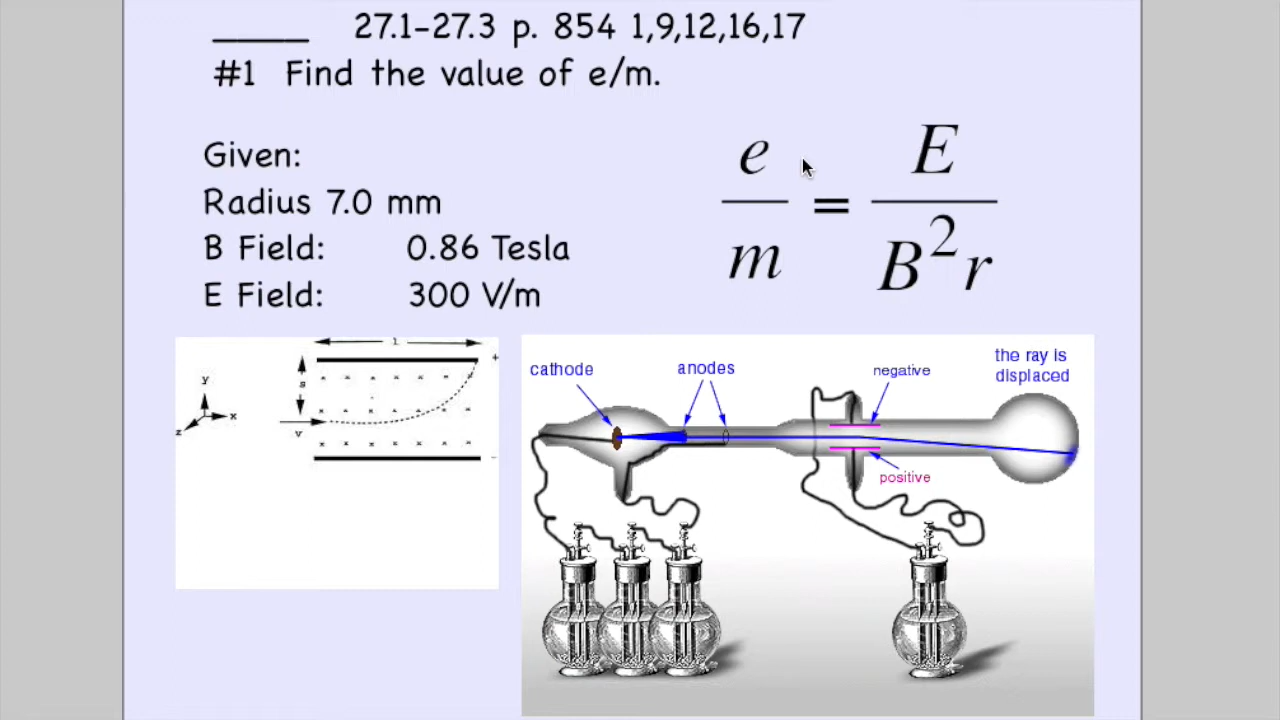 ____ 27.1-27.3 p. 854 1,9,12,16,17
#1 Find the value of e/m.
Given:
Radius 7.0 mm
B Field: 0.86 Tesla
E Field: 300 V/m
e/m = E/B²r
l
+
s
y
x
z
v
-
cathode
anodes
negative
the ray is
displaced
positive